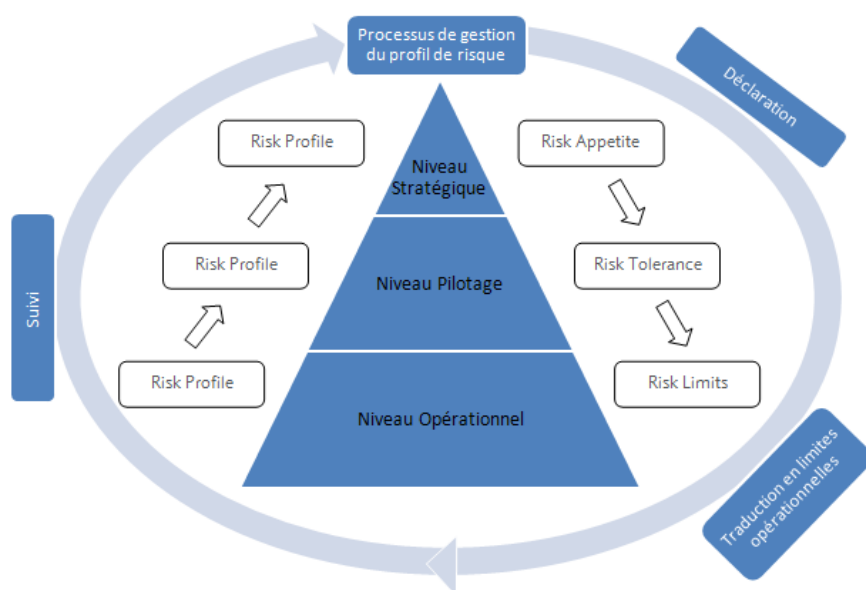 Processus de gestion
du profil de risque
Déclaration
Risk Profile
Risk Appetite
Niveau
Stratégique
Risk Profile
Niveau Pilotage
Risk Tolerance
Suivi
Risk Profile
Risk Limits
Niveau Opérationnel
Traduction en limites
opérationnelles